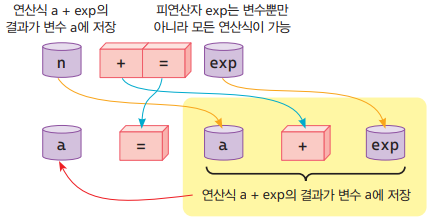 연산식 a + exp의
결과가 변수 a에 저장
피연산자 exp는 변수뿐만
아니라 모든 연산식이 가능
n + = exp
a = a + exp
연산식 a + exp의 결과가 변수 a에 저장